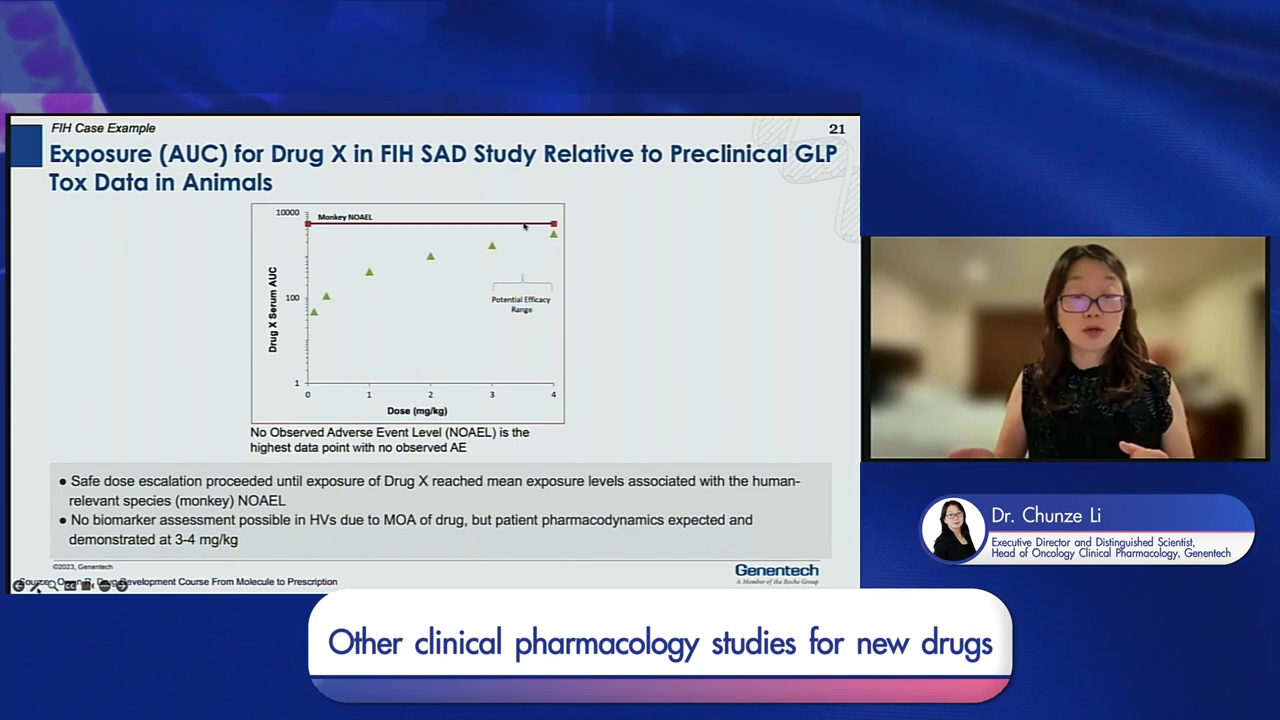 FIH Case Example
21
Exposure (AUC) for Drug X in FIH SAD Study Relative to Preclinical GLP
Tox Data in Animals
10000
Monkey NOAEL
100
1
Drug X Serum AUC
Potential Efficacy
Range
0 1 2 3 4
Dose (mg/kg)
No Observed Adverse Event Level (NOAEL) is the
highest data point with no observed AE
● Safe dose escalation proceeded until exposure of Drug X reached mean exposure levels associated with the human-
relevant species (monkey) NOAEL
● No biomarker assessment possible in HVs due to MOA of drug, but patient pharmacodynamics expected and
demonstrated at 3-4 mg/kg
©2023, Genentech
Genentech
A Member of the Roche Group
Development Course From Molecule to Prescription
Dr. Chunze Li
Executive Director and Distinguished Scientist,
Head of Oncology Clinical Pharmacology, Genentech
Other clinical pharmacology studies for new drugs